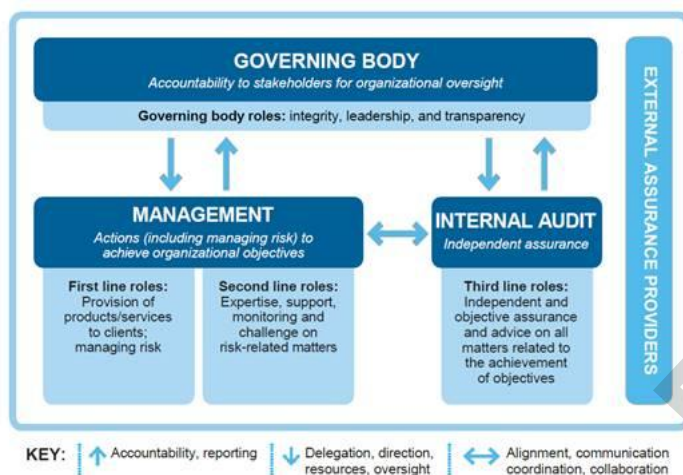 GOVERNING BODY
Accountability to stakeholders for organizational oversight
Governing body roles: integrity, leadership, and transparency
MANAGEMENT
Actions (including managing risk) to
achieve organizational objectives
First line roles:
Provision of
products/services
to clients;
managing risk
Second line roles:
Expertise, support,
monitoring and
challenge on
risk-related matters
INTERNAL AUDIT
Independent assurance
Third line roles:
Independent and
objective assurance
and advice on all
matters related to
the achievement
of objectives
EXTERNAL ASSURANCE PROVIDERS
KEY:
Accountability, reporting
Delegation, direction,
resources, oversight
Alignment, communication
coordination, collaboration